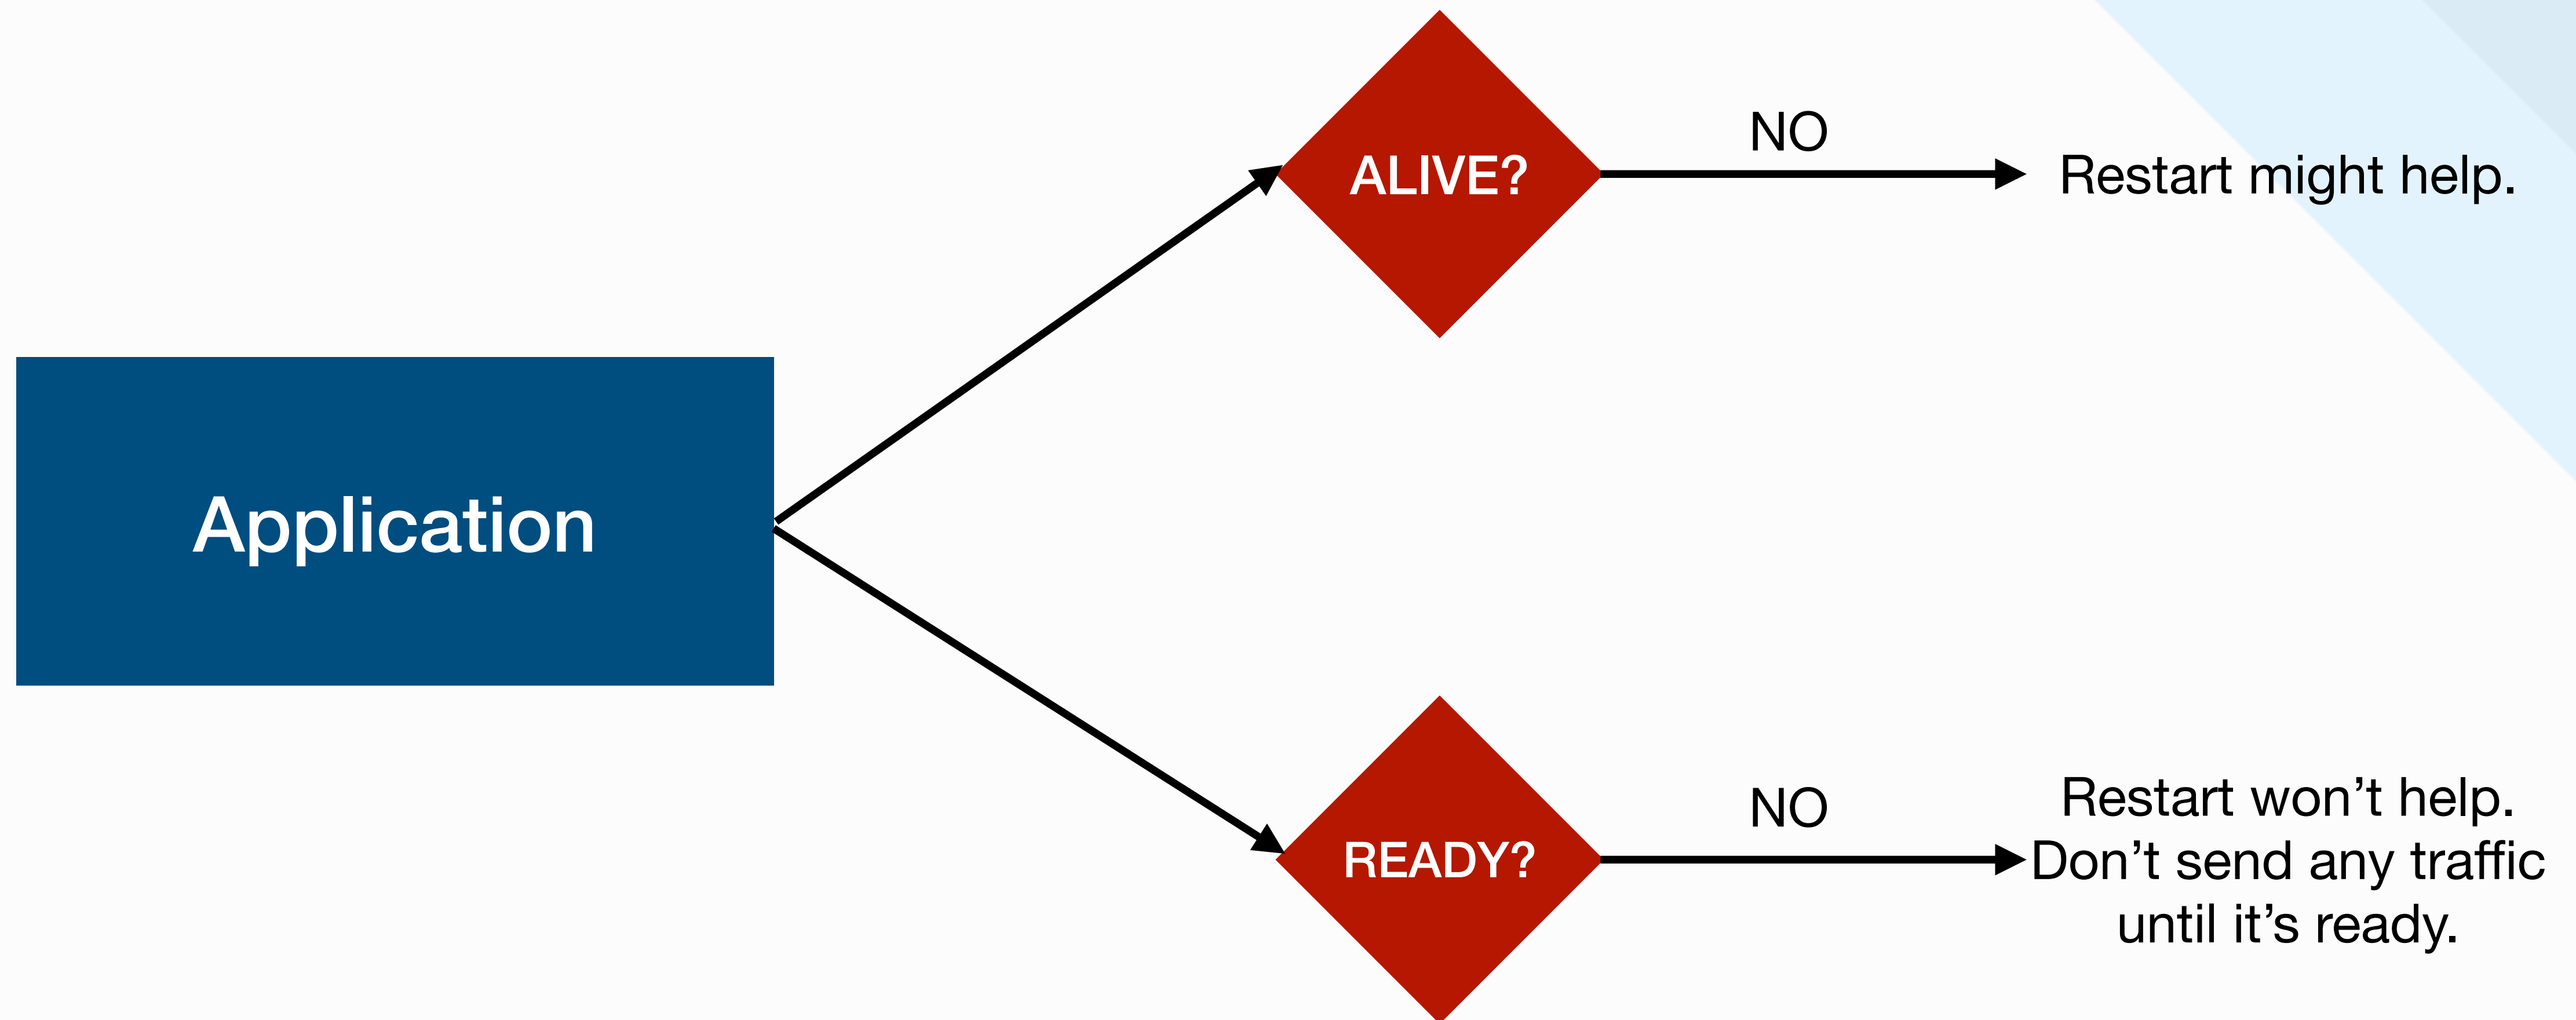 NO
ALIVE?
Restart might help.
Application
NO
READY?
Restart won’t help.
Don’t send any traffic
until it’s ready.